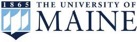 1865 THE UNIVERSITY OF
MAINE